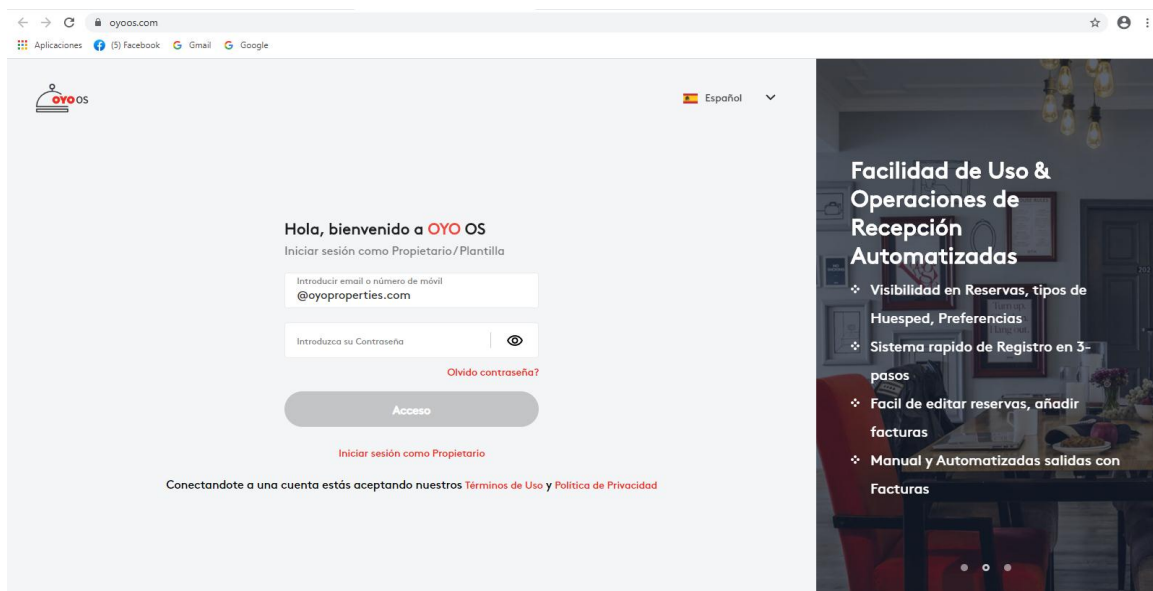 oyoos.com
Aplicaciones (5) Facebook Gmail Google
OYO OS
Español
Hola, bienvenido a OYO OS
Iniciar sesión como Propietario/Plantilla
Introducir email o número de móvil
@oyoproperties.com
Introduzca su Contraseña
Olvido contraseña?
Acceso
Iniciar sesión como Propietario
Conectandote a una cuenta estás aceptando nuestros Términos de Uso y Política de Privacidad
Facilidad de Uso &
Operaciones de
Recepción
Automatizadas
Visibilidad en Reservas, tipos de
Huesped, Preferencias
Sistema rapido de Registro en 3-
pasos
Facil de editar reservas, añadir
facturas
Manual y Automatizadas salidas con
Facturas